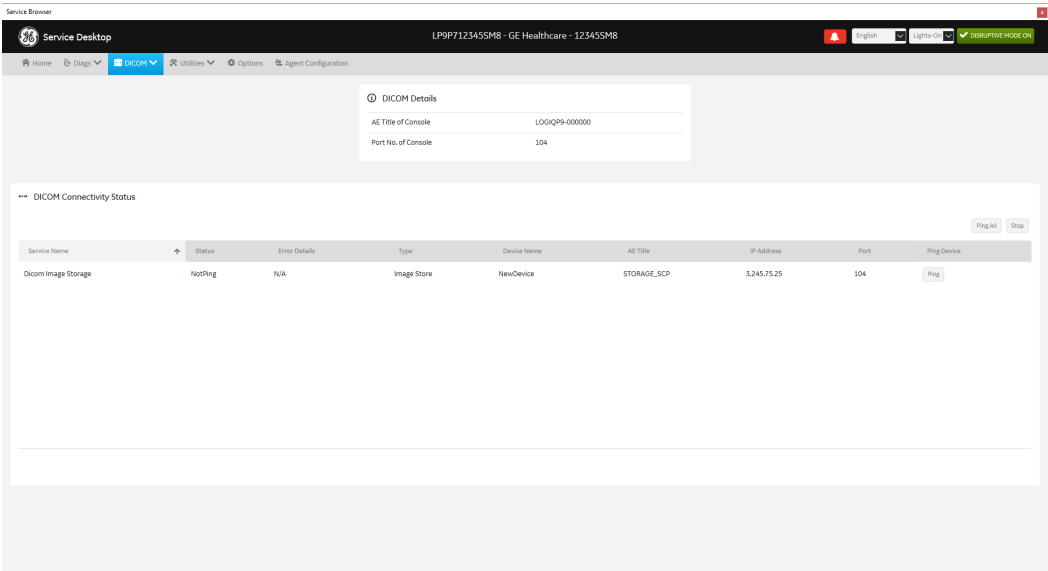 Service Browser
x
Service Desktop
LP9P712345SM8 - GE Healthcare - 12345SM8
English
Lights-On
DISRUPTIVE MODE ON
Home
Diags
DICOM
Utilities
Options
Agent Configuration
DICOM Details
AE Title of Console LOGIQP9-000000
Port No. of Console 104
DICOM Connectivity Status
Ping All Stop
Service Name Status Error Details Type Device Name AE Title IP Address Port Ping Device
Dicom Image Storage NotPing N/A Image Store NewDevice STORAGE_SCP 3.245.75.25 104 Ping